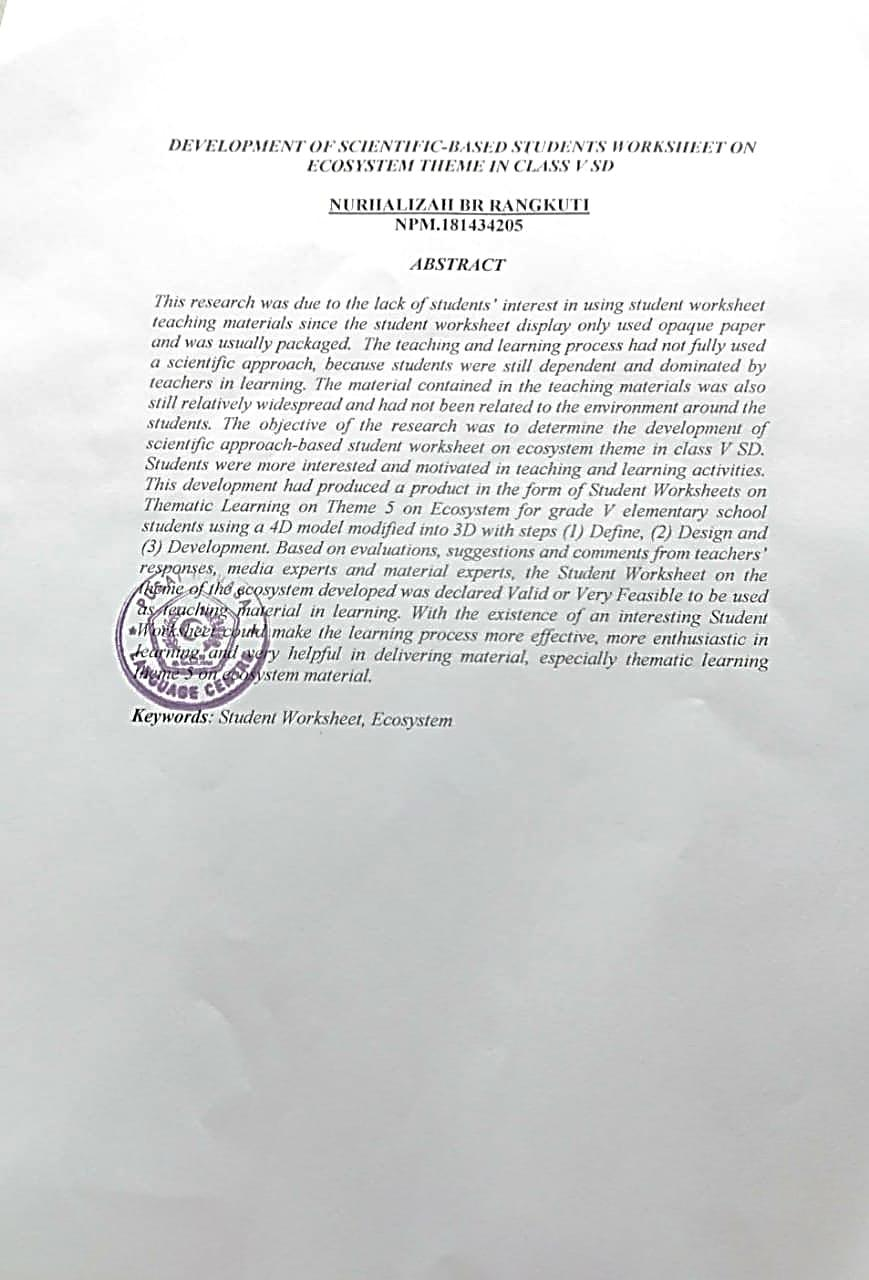 DEVELOPMENT OF SCIENTIFIC-BASED STUDENTS WORKSHEET ON
ECOSYSTEM THEME IN CLASS V SD
NURHALIZAH BR RANGKUTI
NPM.181434205
ABSTRACT
This research was due to the lack of students' interest in using student worksheet
teaching materials since the student worksheet display only used opaque paper
and was usually packaged. The teaching and learning process had not fully used
a scientific approach, because students were still dependent and dominated by
teachers in learning. The material contained in the teaching materials was also
still relatively widespread and had not been related to the environment around the
students. The objective of the research was to determine the development of
scientific approach-based student worksheet on ecosystem theme in class V SD.
Students were more interested and motivated in teaching and learning activities.
This development had produced a product in the form of Student Worksheets on
Thematic Learning on Theme 5 on Ecosystem for grade V elementary school
students using a 4D model modified into 3D with steps (1) Define, (2) Design and
(3) Development. Based on evaluations, suggestions and comments from teachers'
responses, media experts and material experts, the Student Worksheet on the
theme of the ecosystem developed was declared Valid or Very Feasible to be used
as teaching material in learning. With the existence of an interesting Student
Worksheet could make the learning process more effective, more enthusiastic in
learning, and very helpful in delivering material, especially thematic learning
theme 5 on ecosystem material.
LANGUAGE CENTER
Keywords: Student Worksheet, Ecosystem